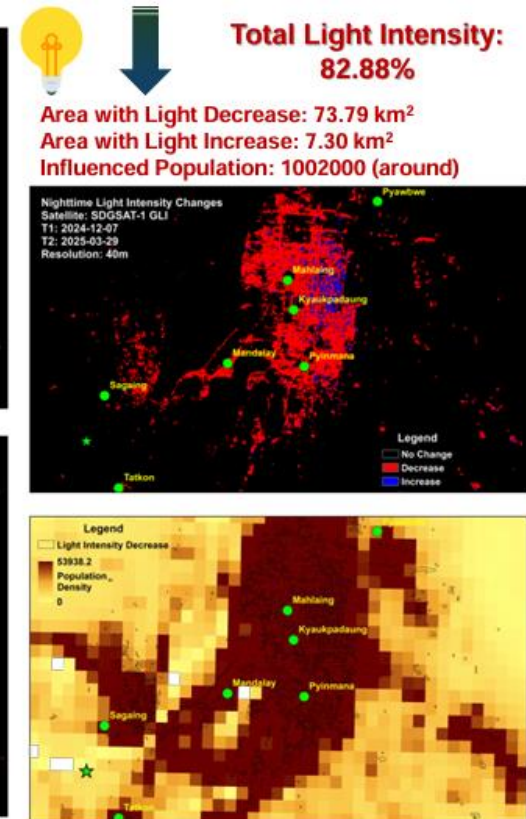 Total Light Intensity:
82.88%
Area with Light Decrease: 73.79 km²
Area with Light Increase: 7.30 km²
Influenced Population: 1002000 (around)
Nighttime Light Intensity Changes
Satellite: SDGSAT-1 GLI
T1: 2024-12-07
T2: 2025-03-29
Resolution: 40m
Pyawbwe
Mahlaing
Kyaukpadaung
Mandalay
Pyinmana
Sagaing
Tatkon
Legend
No Change
Decrease
Increase
Legend
Light Intensity Decrease
53938.2
Population
Density
0
Mahlaing
Kyaukpadaung
Mandalay
Pyinmana
Sagaing
Tatkon